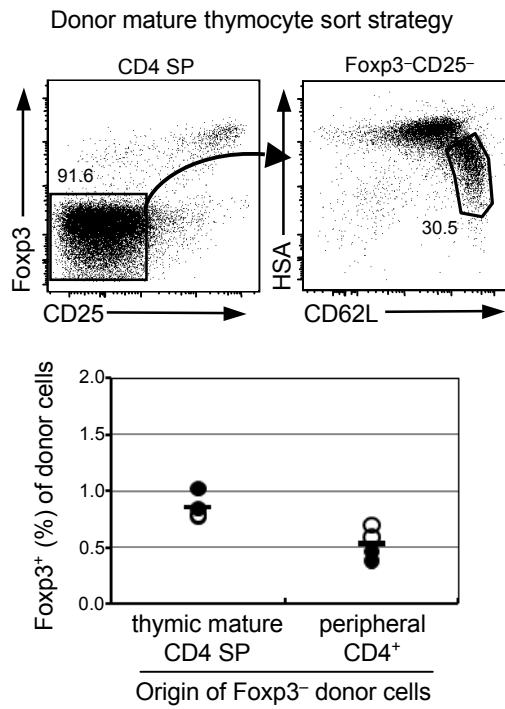 Donor mature thymocyte sort strategy
CD4 SP
Foxp3⁻CD25⁻
91.6
30.5
Foxp3
HSA
CD25
CD62L
2.0
1.5
1.0
0.5
0.0
Foxp3⁺ (%) of donor cells
thymic mature
CD4 SP
peripheral
CD4⁺
Origin of Foxp3⁻ donor cells